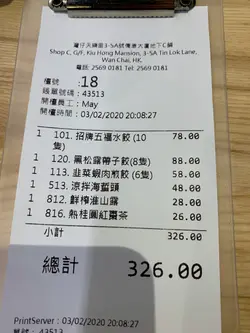 灣仔天樂里3-5A號僑康大廈地下C舖
Shop C, G/F, Kiu Hong Mansion, 3-5A Tin Lok Lane,
Wan Chai, HK.
電話: 2569 0181 Tel: 2569 0181
檯號 : 18
賬單號碼 : 43513
開檯員工 : May
開檯時間 : 03/02/2020 20:08:27
1 101. 招牌五福水餃 (10隻) 78.00
1 120. 黑松露帶子餃(8隻) 88.00
1 113. 韭菜蝦肉煎餃 (6隻) 58.00
1 513. 涼拌海蜇頭 48.00
1 812. 鮮榨淮山露 28.00
1 816. 熱桂圓紅棗茶 26.00
小計 326.00
總計 326.00
PrintServer : 03/02/2020 20:08:27
單號 : 43513